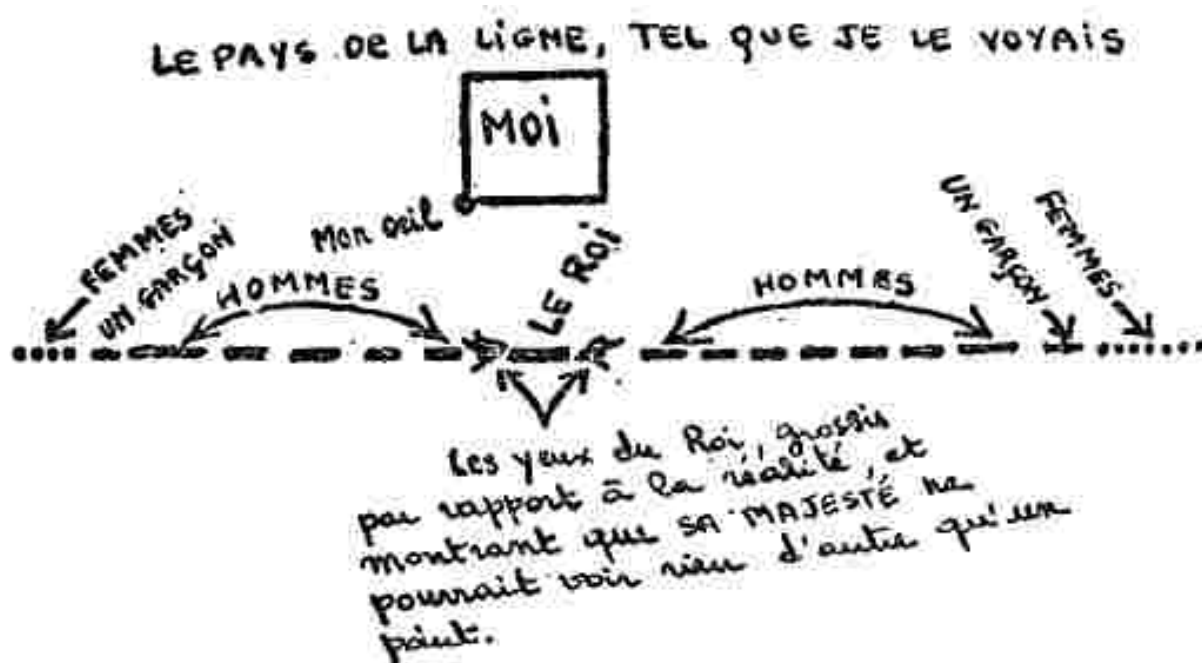 LE PAYS DE LA LIGNE, TEL QUE JE LE VOYAIS
MOI
Mon œil
FEMMES
UN GARÇON
HOMMES
LE ROI
HOMMES
UN GARÇON
FEMMES
Les yeux du Roi, grossis
par rapport à la réalité, et
montrant que SA MAJESTÉ ne
pourrait voir rien d'autre qu'un
point.